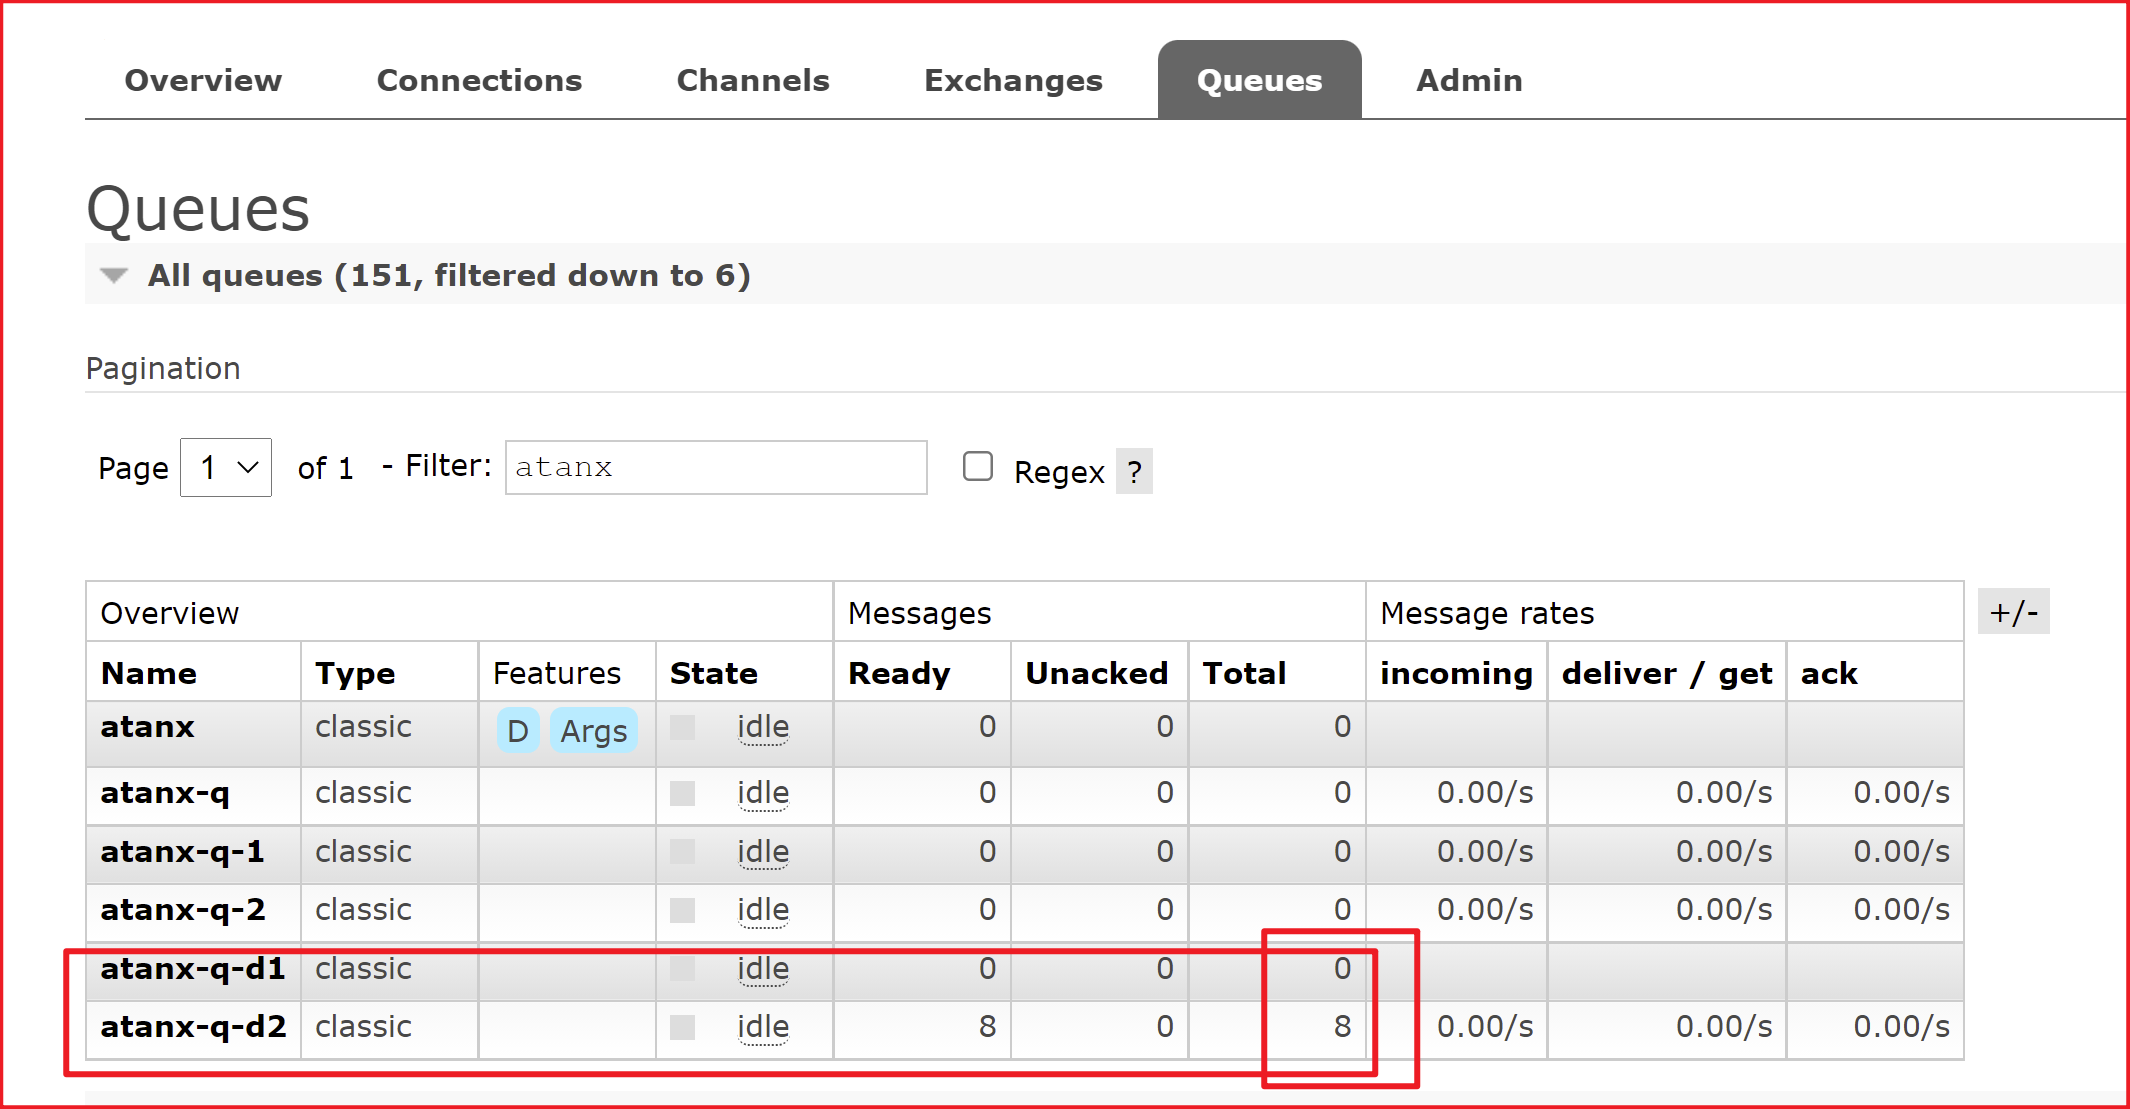 Overview Connections Channels Exchanges Queues Admin
Queues
All queues (151, filtered down to 6)
Pagination
Page 1 of 1 - Filter: atanx Regex ?
Overview Messages Message rates +/-
Name Type Features State Ready Unacked Total incoming deliver / get ack
atanx classic D Args idle 0 0 0
atanx-q classic idle 0 0 0 0.00/s 0.00/s 0.00/s
atanx-q-1 classic idle 0 0 0 0.00/s 0.00/s 0.00/s
atanx-q-2 classic idle 0 0 0 0.00/s 0.00/s 0.00/s
atanx-q-d1 classic idle 0 0 0
atanx-q-d2 classic idle 8 0 8 0.00/s 0.00/s 0.00/s